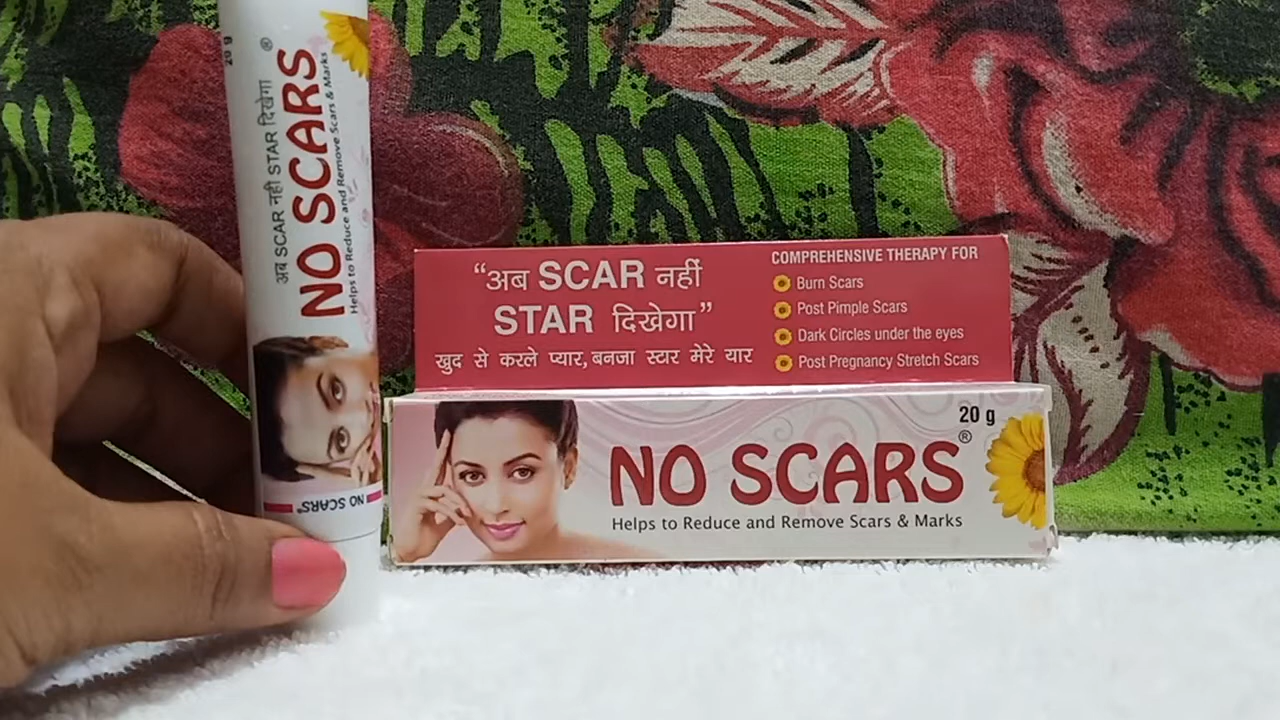 20 g
अब SCAR नहीं STAR दिखेगा
®
NO SCARS
Helps to Reduce and Remove Scars & Marks
NO SCARS®
“अब SCAR नहीं
STAR दिखेगा”
खुद से करले प्यार, बनजा स्टार मेरे यार
COMPREHENSIVE THERAPY FOR
Burn Scars
Post Pimple Scars
Dark Circles under the eyes
Post Pregnancy Stretch Scars
20 g
NO SCARS®
Helps to Reduce and Remove Scars & Marks